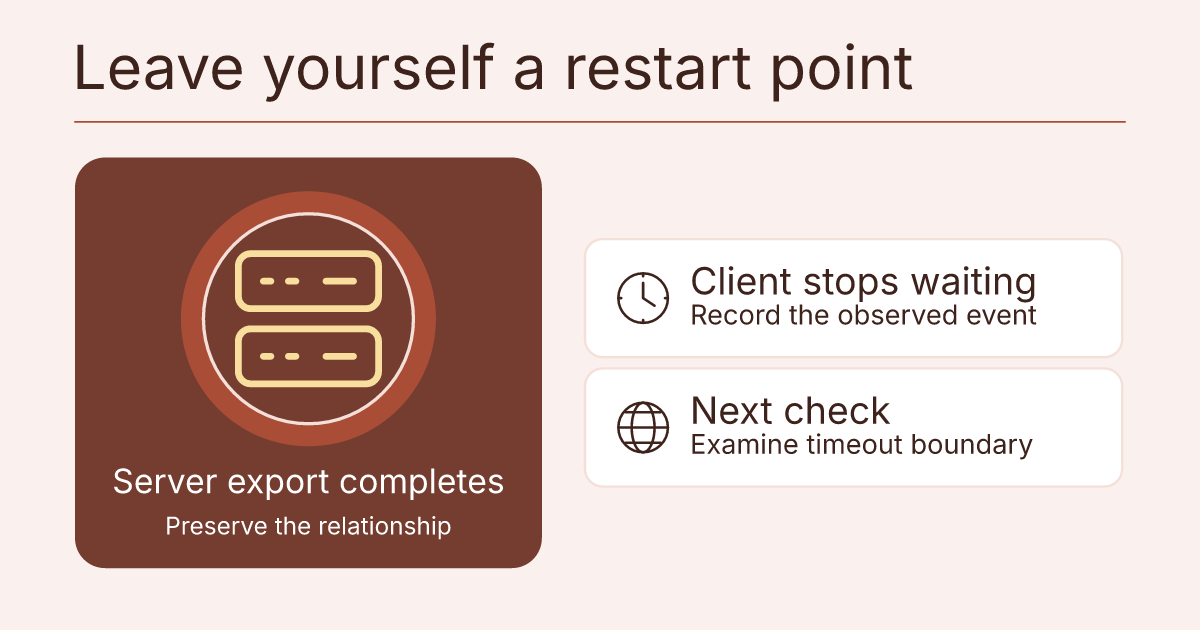 Leave yourself a restart point
Server export completes
Preserve the relationship
Client stops waiting
Record the observed event
Next check
Examine timeout boundary